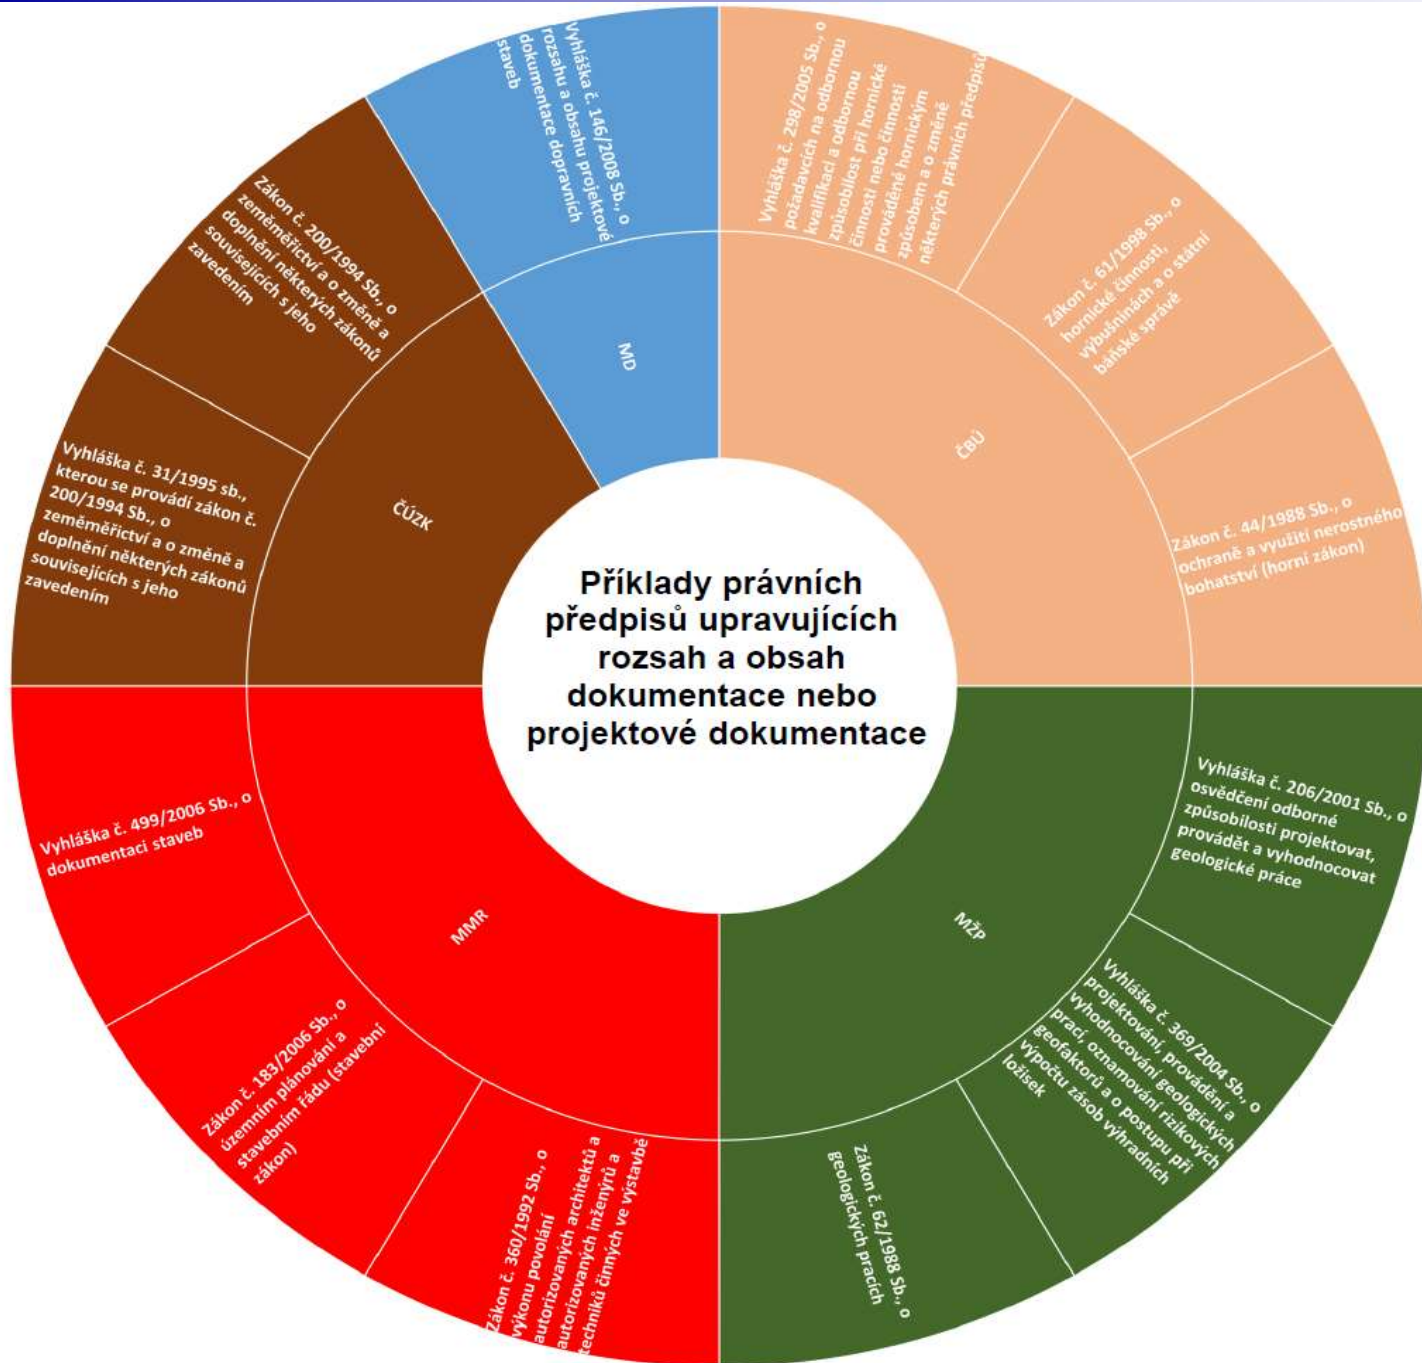 Příklady právních
předpisů upravujících
rozsah a obsah
dokumentace nebo
projektové dokumentace
ČBÚ
Vyhláška č. 298/2005 Sb., o
požadavcích na odbornou
kvalifikaci a odbornou
způsobilost při hornické
činnosti nebo činnosti
prováděné hornickým
způsobem a o změně
některých právních předpisů
Zákon č. 61/1998 Sb., o
hornické činnosti,
výbušninách a o státní
báňské správě
Zákon č. 44/1988 Sb., o
ochraně a využití nerostného
bohatství (horní zákon)
MŽP
Vyhláška č. 206/2001 Sb., o
osvědčení odborné
způsobilosti projektovat,
provádět a vyhodnocovat
geologické práce
Vyhláška č. 369/2004 Sb., o
projektování, provádění a
vyhodnocování geologických
prací, oznamování rizikových
geofaktorů a o postupu při
výpočtu zásob výhradních
ložisek
Zákon č. 62/1988 Sb., o
geologických pracích
MMR
Zákon č. 360/1992 Sb., o
výkonu povolání
autorizovaných architektů a
autorizovaných inženýrů a
techniků činných ve výstavbě
Zákon č. 183/2006 Sb., o
územním plánování a
stavebním řádu (stavební
zákon)
Vyhláška č. 499/2006 Sb., o
dokumentaci staveb
ČÚZK
Vyhláška č. 31/1995 sb.,
kterou se provádí zákon č.
200/1994 Sb., o
zeměměřictví a o změně a
doplnění některých zákonů
souvisejících s jeho
zavedením
Zákon č. 200/1994 Sb., o
zeměměřictví a o změně a
doplnění některých zákonů
souvisejících s jeho
zavedením
MD
Vyhláška č. 146/2008 Sb., o
rozsahu a obsahu projektové
dokumentace dopravních
staveb